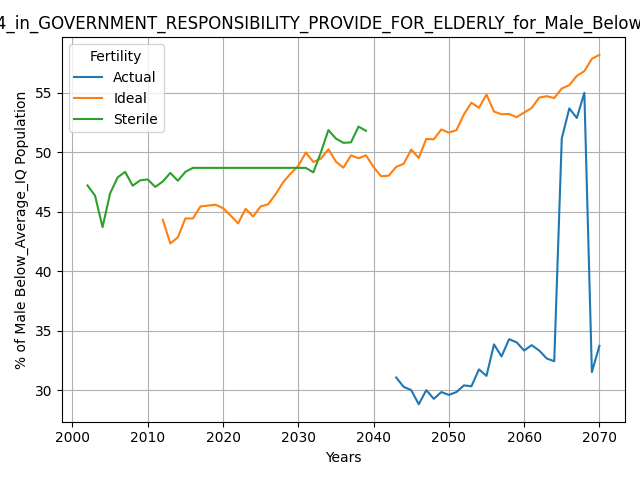 4_in_GOVERNMENT_RESPONSIBILITY_PROVIDE_FOR_ELDERLY_for_Male_Below
Fertility
Actual
Ideal
Sterile
% of Male Below_Average_IQ Population
55
50
45
40
35
30
2000
2010
2020
2030
2040
2050
2060
2070
Years